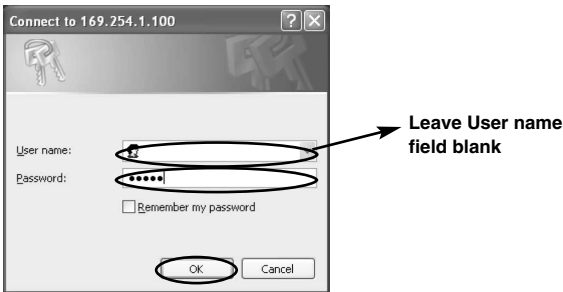 Connect to 169.254.1.100
User name:
Leave User name
field blank
Password:
•••••
Remember my password
OK
Cancel